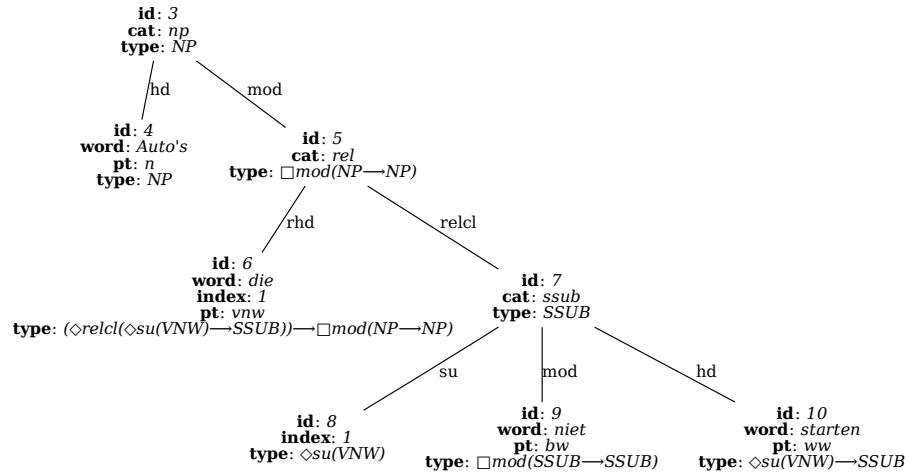 id: 3
cat: np
type: NP
hd
mod
id: 4
word: Auto's
pt: n
type: NP
id: 5
cat: rel
type: □mod(NP⟶NP)
rhd
relcl
id: 6
word: die
index: 1
pt: vnw
type: (◇relcl(◇su(VNW)⟶SSUB))⟶□mod(NP⟶NP)
id: 7
cat: ssub
type: SSUB
su
mod
hd
id: 8
index: 1
type: ◇su(VNW)
id: 9
word: niet
pt: bw
type: □mod(SSUB⟶SSUB)
id: 10
word: starten
pt: ww
type: ◇su(VNW)⟶SSUB